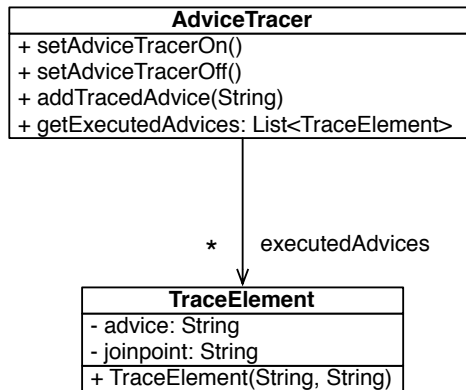 AdviceTracer
+ setAdviceTracerOn()
+ setAdviceTracerOff()
+ addTracedAdvice(String)
+ getExecutedAdvices: List<TraceElement>
* executedAdvices
TraceElement
- advice: String
- joinpoint: String
+ TraceElement(String, String)